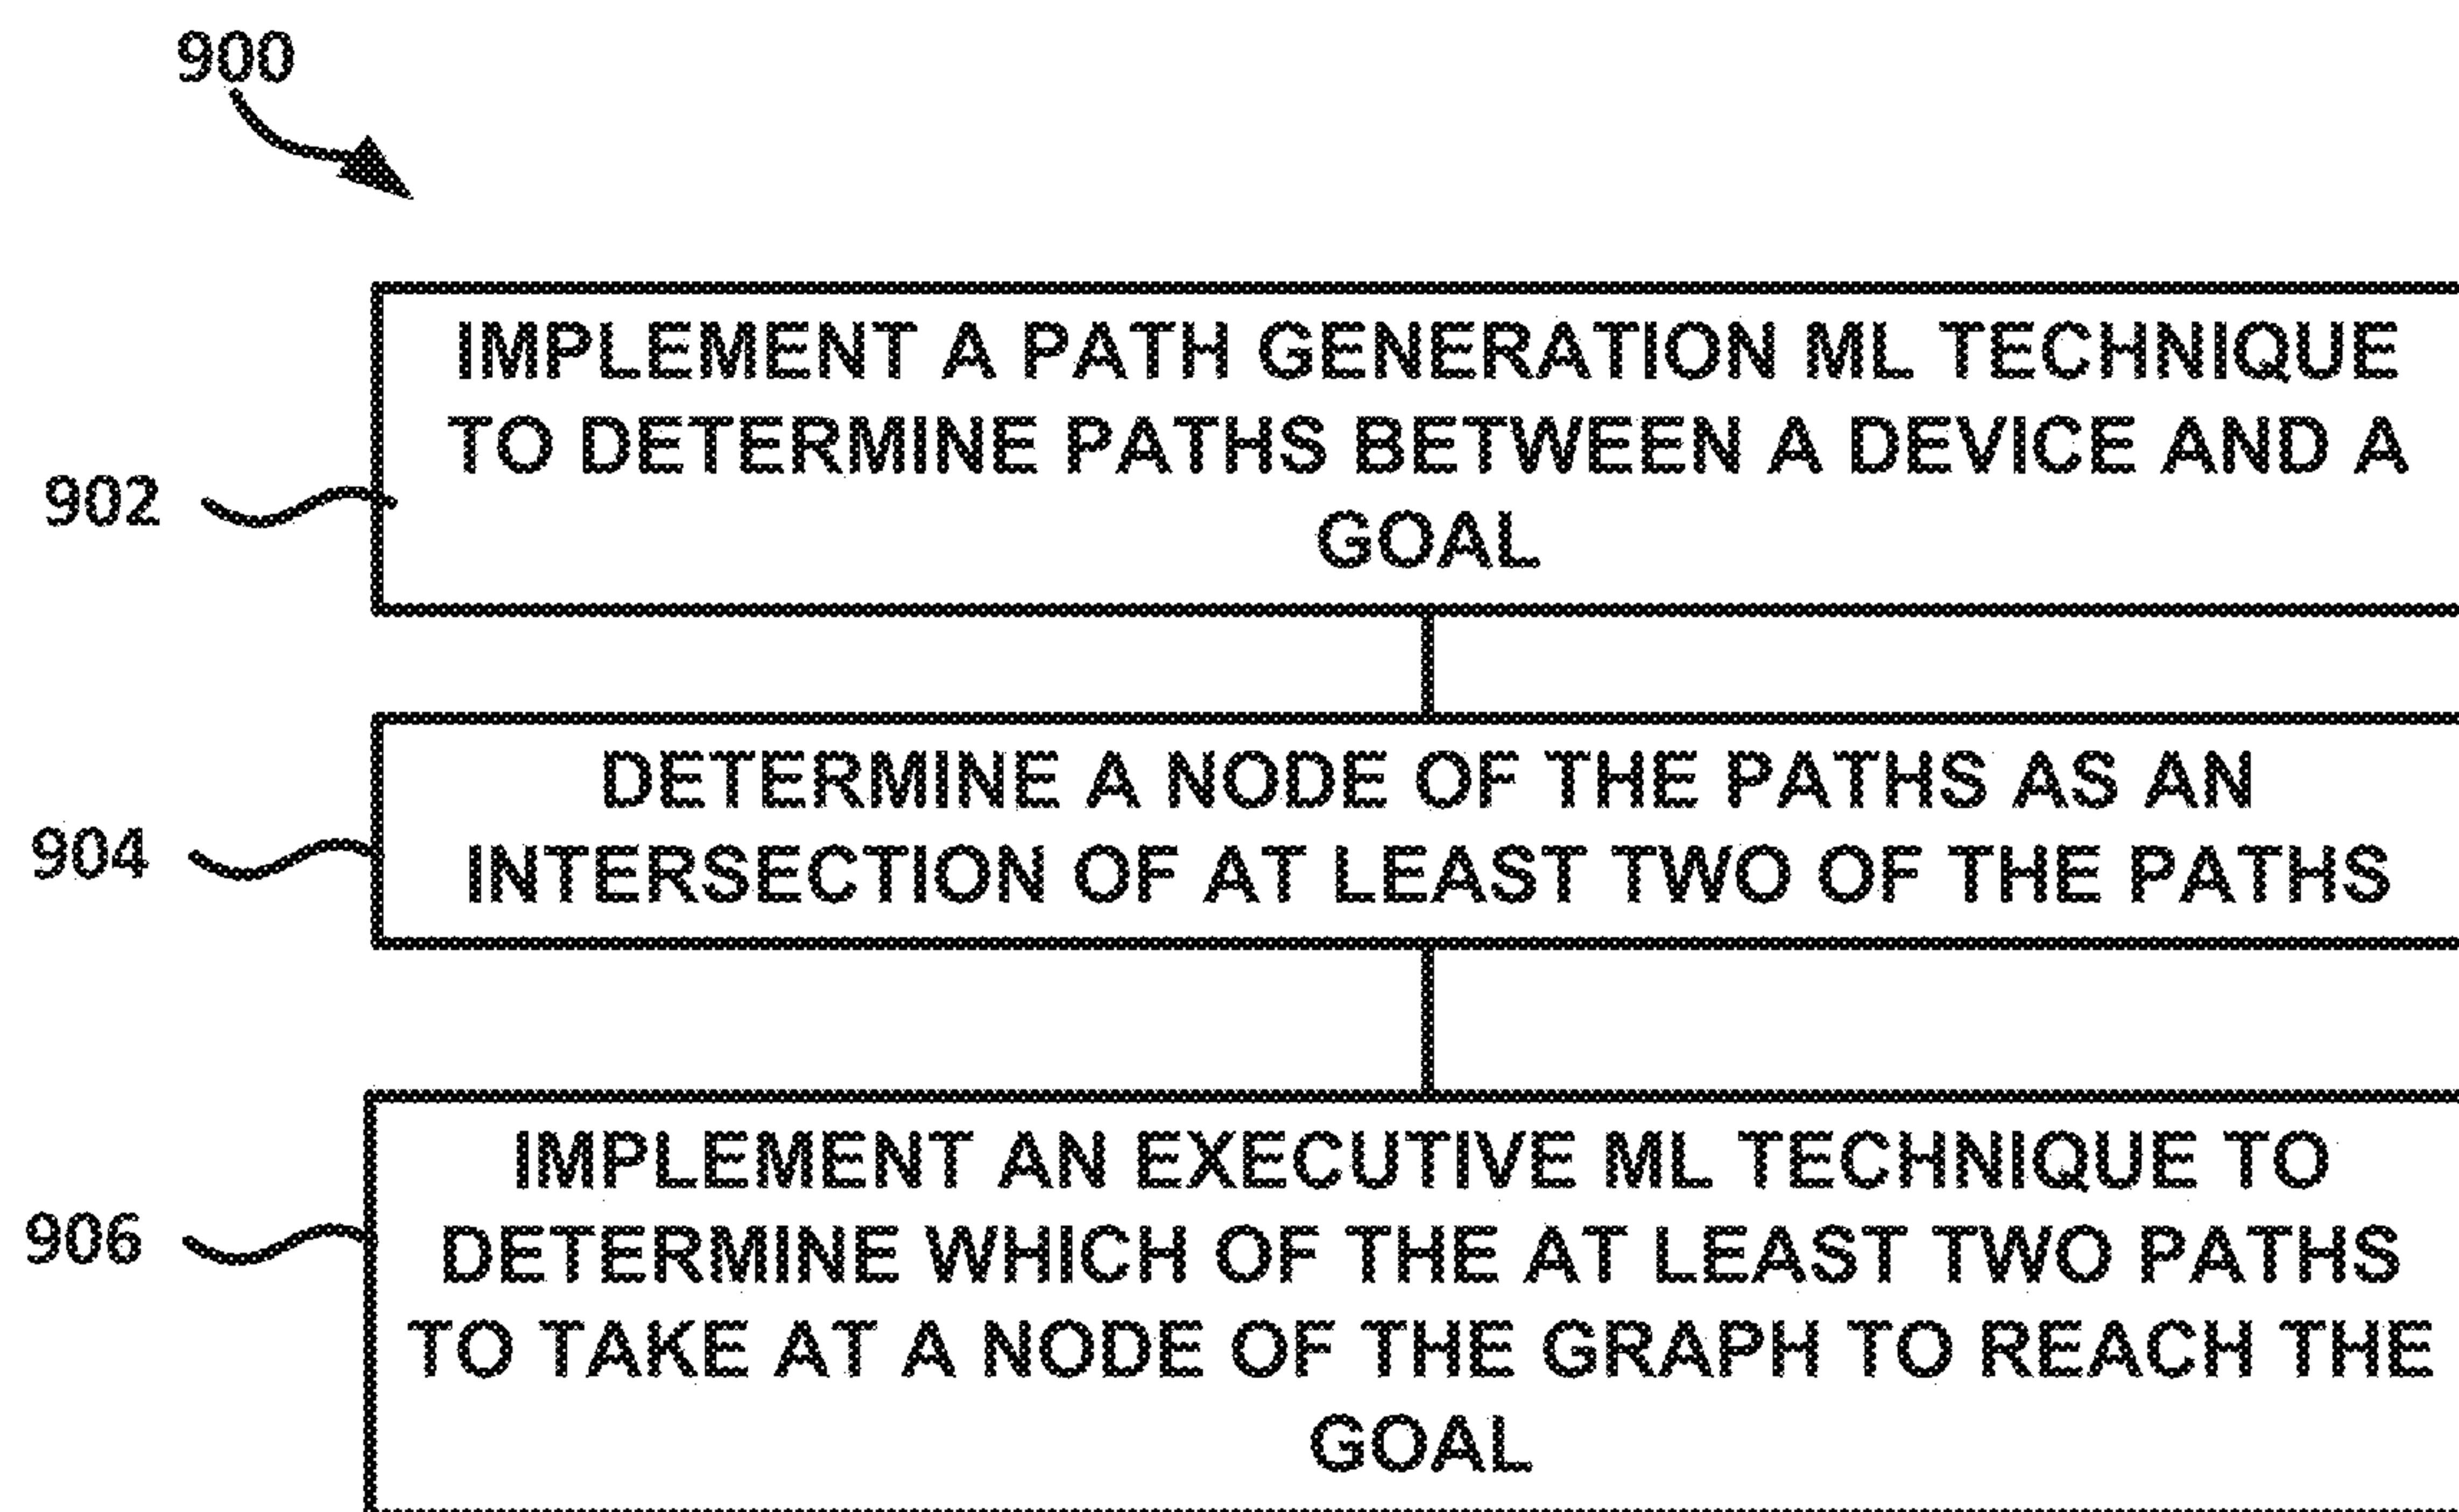 900
IMPLEMENT A PATH GENERATION ML TECHNIQUE
TO DETERMINE PATHS BETWEEN A DEVICE AND A
GOAL
902
DETERMINE A NODE OF THE PATHS AS AN
INTERSECTION OF AT LEAST TWO OF THE PATHS
904
IMPLEMENT AN EXECUTIVE ML TECHNIQUE TO
DETERMINE WHICH OF THE AT LEAST TWO PATHS
TO TAKE AT A NODE OF THE GRAPH TO REACH THE
GOAL
906